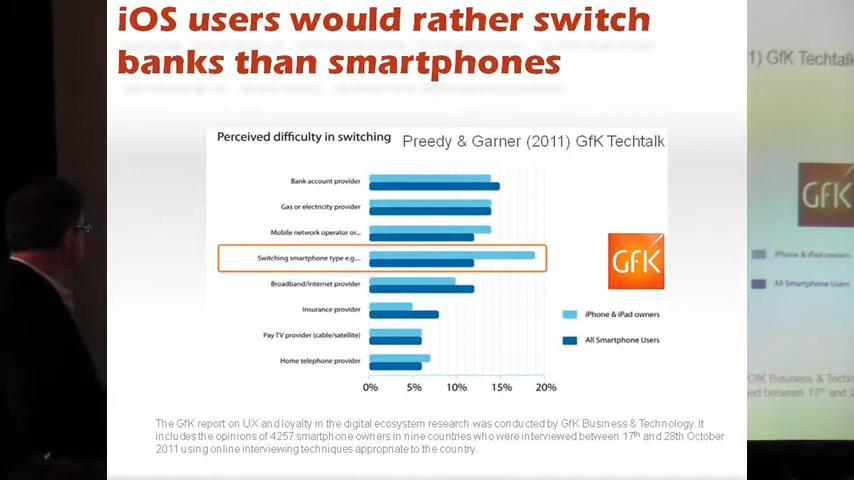 iOS users would rather switch
banks than smartphones
Perceived difficulty in switching
Preedy & Garner (2011) GfK Techtalk
Bank account provider
Gas or electricity provider
Mobile network operator or...
Switching smartphone type e.g...
Broadband/internet provider
Insurance provider
Pay TV provider (cable/satellite)
Home telephone provider
0% 5% 10% 15% 20%
GfK
iPhone & iPad owners
All Smartphone Users
The GfK report on UX and loyalty in the digital ecosystem research was conducted by GfK Business & Technology. It
includes the opinions of 4257 smartphone owners in nine countries who were interviewed between 17th and 28th October
2011 using online interviewing techniques appropriate to the country.
1) GfK Techtalk
GfK
iPhone & iPad owners
All Smartphone Users
GfK Business & Techn
ed between 17th and 2